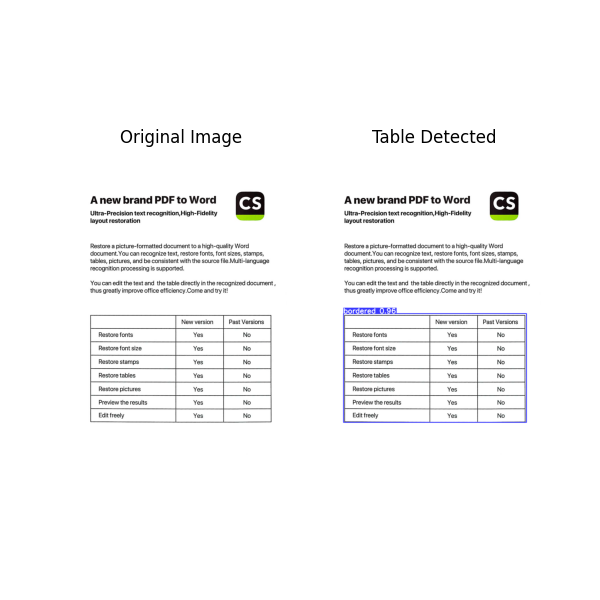 Original Image
A new brand PDF to Word
CS
Ultra-Precision text recognition,High-Fidelity
layout restoration
Restore a picture-formatted document to a high-quality Word
document.You can recognize text, restore fonts, font sizes, stamps,
tables, pictures, and be consistent with the source file.Multi-language
recognition processing is supported.
You can edit the text and the table directly in the recognized document ,
thus greatly improve office efficiency.Come and try it!
New version Past Versions
Restore fonts Yes No
Restore font size Yes No
Restore stamps Yes No
Restore tables Yes No
Restore pictures Yes No
Preview the results Yes No
Edit freely Yes No
Table Detected
A new brand PDF to Word
CS
Ultra-Precision text recognition,High-Fidelity
layout restoration
Restore a picture-formatted document to a high-quality Word
document.You can recognize text, restore fonts, font sizes, stamps,
tables, pictures, and be consistent with the source file.Multi-language
recognition processing is supported.
You can edit the text and the table directly in the recognized document ,
thus greatly improve office efficiency.Come and try it!
bordered 0.96
New version Past Versions
Restore fonts Yes No
Restore font size Yes No
Restore stamps Yes No
Restore tables Yes No
Restore pictures Yes No
Preview the results Yes No
Edit freely Yes No